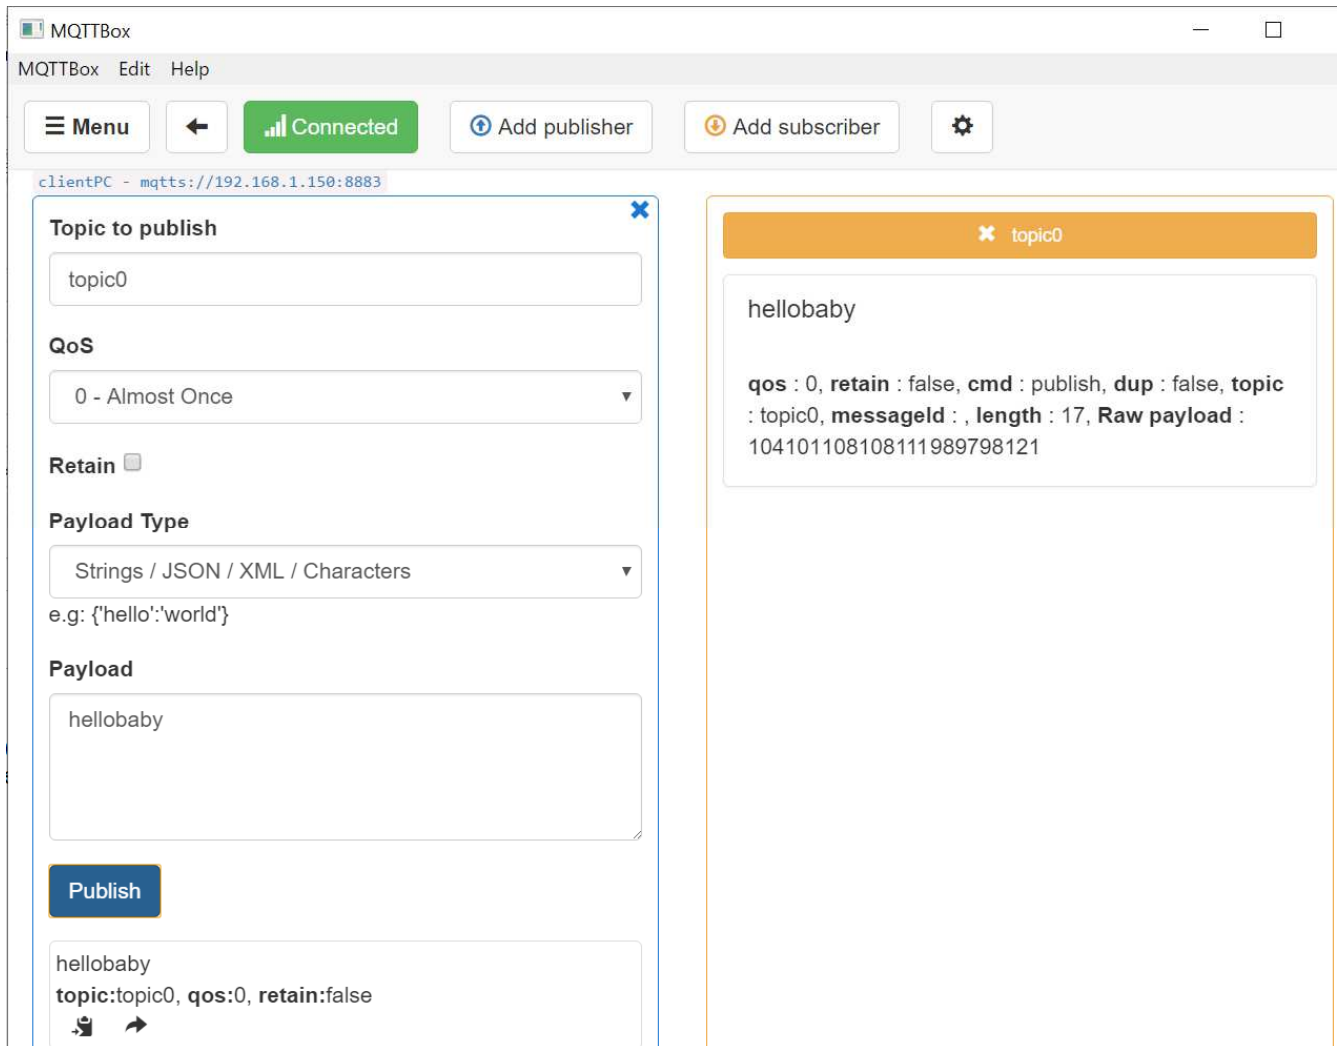 MQTTBox
MQTTBox Edit Help
Menu
Connected
Add publisher
Add subscriber
clientPC - mqtts://192.168.1.150:8883
Topic to publish
topic0
QoS
0 - Almost Once
Retain
Payload Type
Strings / JSON / XML / Characters
e.g: {'hello':'world'}
Payload
hellobaby
Publish
hellobaby
topic:topic0, qos:0, retain:false
topic0
hellobaby
qos : 0, retain : false, cmd : publish, dup : false, topic
: topic0, messageId : , length : 17, Raw payload :
104101108108111989798121